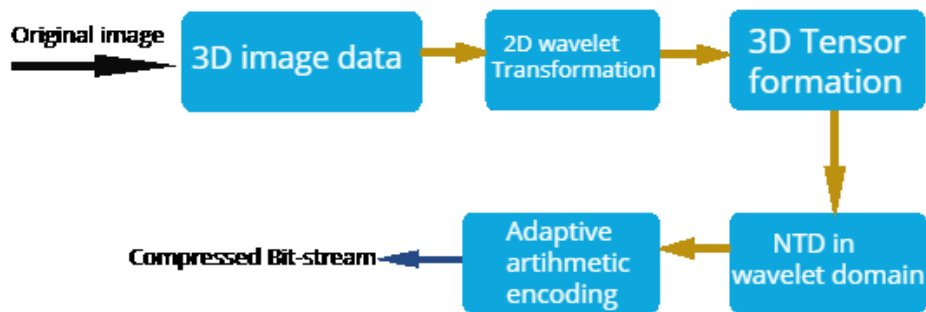 Original image
3D image data
2D wavelet
Transformation
3D Tensor
formation
NTD in
wavelet domain
Adaptive
artihmetic
encoding
Compressed Bit-stream